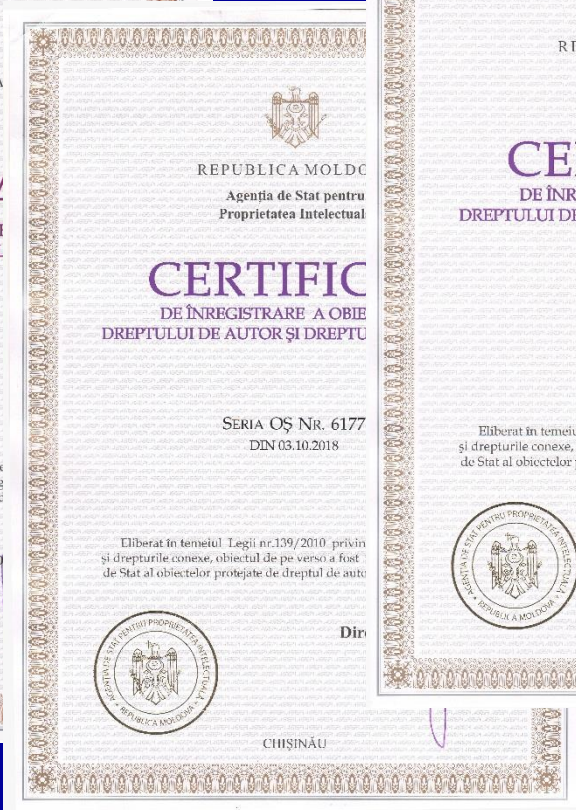 REPUBLICA MOLDO
Agenția de Stat pentru
Proprietatea Intelectual
CERTIFIC
DE ÎNREGISTRARE A OBIE
DREPTULUI DE AUTOR ȘI DREPTU
SERIA OȘ NR. 6177
DIN 03.10.2018
Eliberat în temeiul Legii nr.139/2010 privin
și drepturile conexe, obiectul de pe verso a fost
de Stat al obiectelor protejate de dreptul de auto
Dir
AGENȚIA DE STAT PENTRU PROPRIETATEA INTELECTUALĂ
REPUBLICA MOLDOVA
CHIȘINĂU
RE
CE
DE ÎNR
DREPTULUI DE
Eliberat în temeiu
și drepturile conexe,
de Stat al obiectelor
AGENȚIA DE STAT PENTRU PROPRIETATEA INTELECTUALĂ
REPUBLICA MOLDOVA